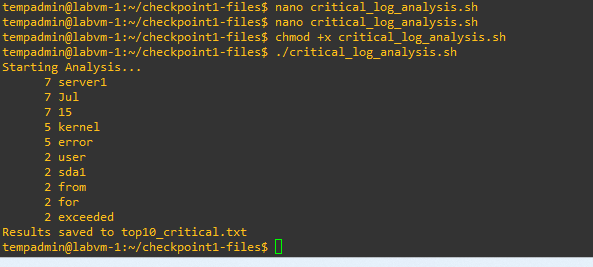 tempadmin@labvm-1:~/checkpoint1-files$ nano critical_log_analysis.sh
tempadmin@labvm-1:~/checkpoint1-files$ nano critical_log_analysis.sh
tempadmin@labvm-1:~/checkpoint1-files$ chmod +x critical_log_analysis.sh
tempadmin@labvm-1:~/checkpoint1-files$ ./critical_log_analysis.sh
Starting Analysis...
      7 server1
      7 Jul
      7 15
      5 kernel
      5 error
      2 user
      2 sda1
      2 from
      2 for
      2 exceeded
Results saved to top10_critical.txt
tempadmin@labvm-1:~/checkpoint1-files$